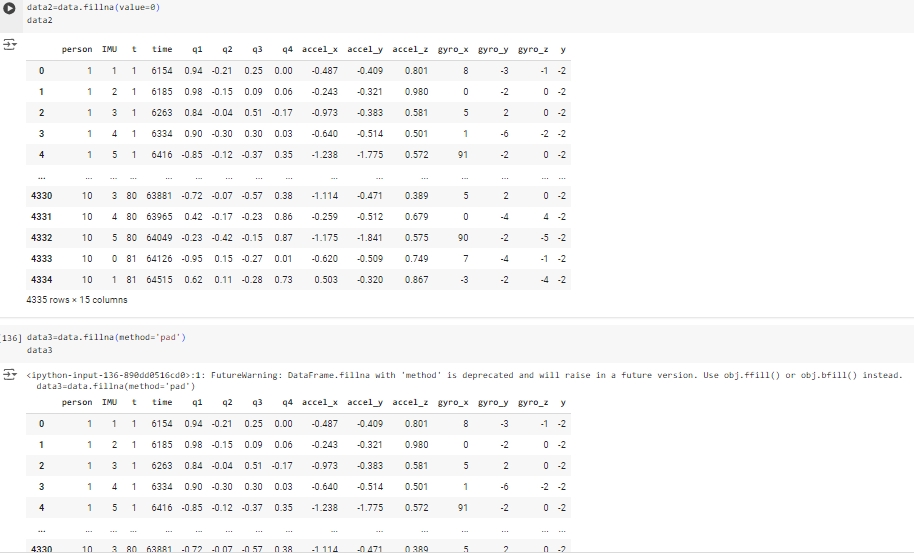 data2=data.fillna(value=0)
data2
person IMU t time q1 q2 q3 q4 accel_x accel_y accel_z gyro_x gyro_y gyro_z y
0 1 1 1 6154 0.94 -0.21 0.25 0.00 -0.487 -0.409 0.801 8 -3 -1 -2
1 1 2 1 6185 0.98 -0.15 0.09 0.06 -0.243 -0.321 0.980 0 -2 0 -2
2 1 3 1 6263 0.84 -0.04 0.51 -0.17 -0.973 -0.383 0.581 5 2 0 -2
3 1 4 1 6334 0.90 -0.30 0.30 0.03 -0.640 -0.514 0.501 1 -6 -2 -2
4 1 5 1 6416 -0.85 -0.12 -0.37 0.35 -1.238 -1.775 0.572 91 -2 0 -2
... ... ... ... ... ... ... ... ... ... ... ... ... ... ... ...
4330 10 3 80 63881 -0.72 -0.07 -0.57 0.38 -1.114 -0.471 0.389 5 2 0 -2
4331 10 4 80 63965 0.42 -0.17 -0.23 0.86 -0.259 -0.512 0.679 0 -4 4 -2
4332 10 5 80 64049 -0.23 -0.42 -0.15 0.87 -1.175 -1.841 0.575 90 -2 -5 -2
4333 10 0 81 64126 -0.95 0.15 -0.27 0.01 -0.620 -0.509 0.749 7 -4 -1 -2
4334 10 1 81 64515 0.62 0.11 -0.28 0.73 0.503 -0.320 0.867 -3 -2 -4 -2
4335 rows × 15 columns
[136] data3=data.fillna(method='pad')
data3
<ipython-input-136-890dd0516cd0>:1: FutureWarning: DataFrame.fillna with 'method' is deprecated and will raise in a future version. Use obj.ffill() or obj.bfill() instead.
data3=data.fillna(method='pad')
person IMU t time q1 q2 q3 q4 accel_x accel_y accel_z gyro_x gyro_y gyro_z y
0 1 1 1 6154 0.94 -0.21 0.25 0.00 -0.487 -0.409 0.801 8 -3 -1 -2
1 1 2 1 6185 0.98 -0.15 0.09 0.06 -0.243 -0.321 0.980 0 -2 0 -2
2 1 3 1 6263 0.84 -0.04 0.51 -0.17 -0.973 -0.383 0.581 5 2 0 -2
3 1 4 1 6334 0.90 -0.30 0.30 0.03 -0.640 -0.514 0.501 1 -6 -2 -2
4 1 5 1 6416 -0.85 -0.12 -0.37 0.35 -1.238 -1.775 0.572 91 -2 0 -2
... ... ... ... ... ... ... ... ... ... ... ... ... ... ... ...
4330 10 3 80 63881 -0.72 -0.07 -0.57 0.38 -1.114 -0.471 0.389 5 2 0 -2